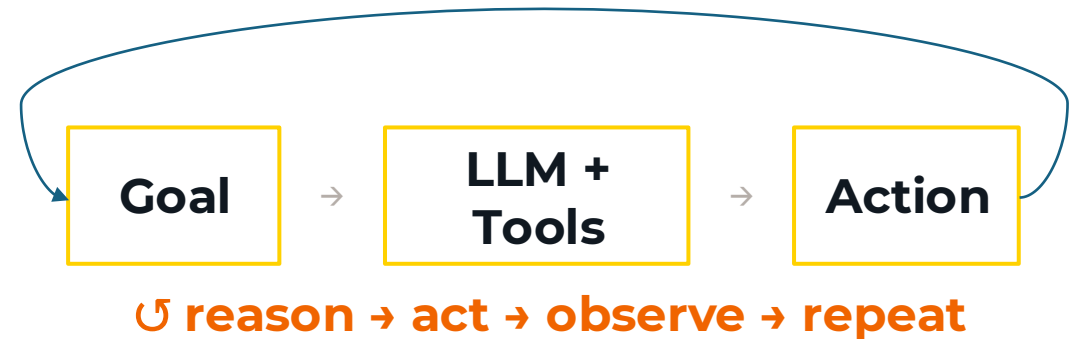 Goal
→
LLM +
Tools
→
Action
↺ reason → act → observe → repeat